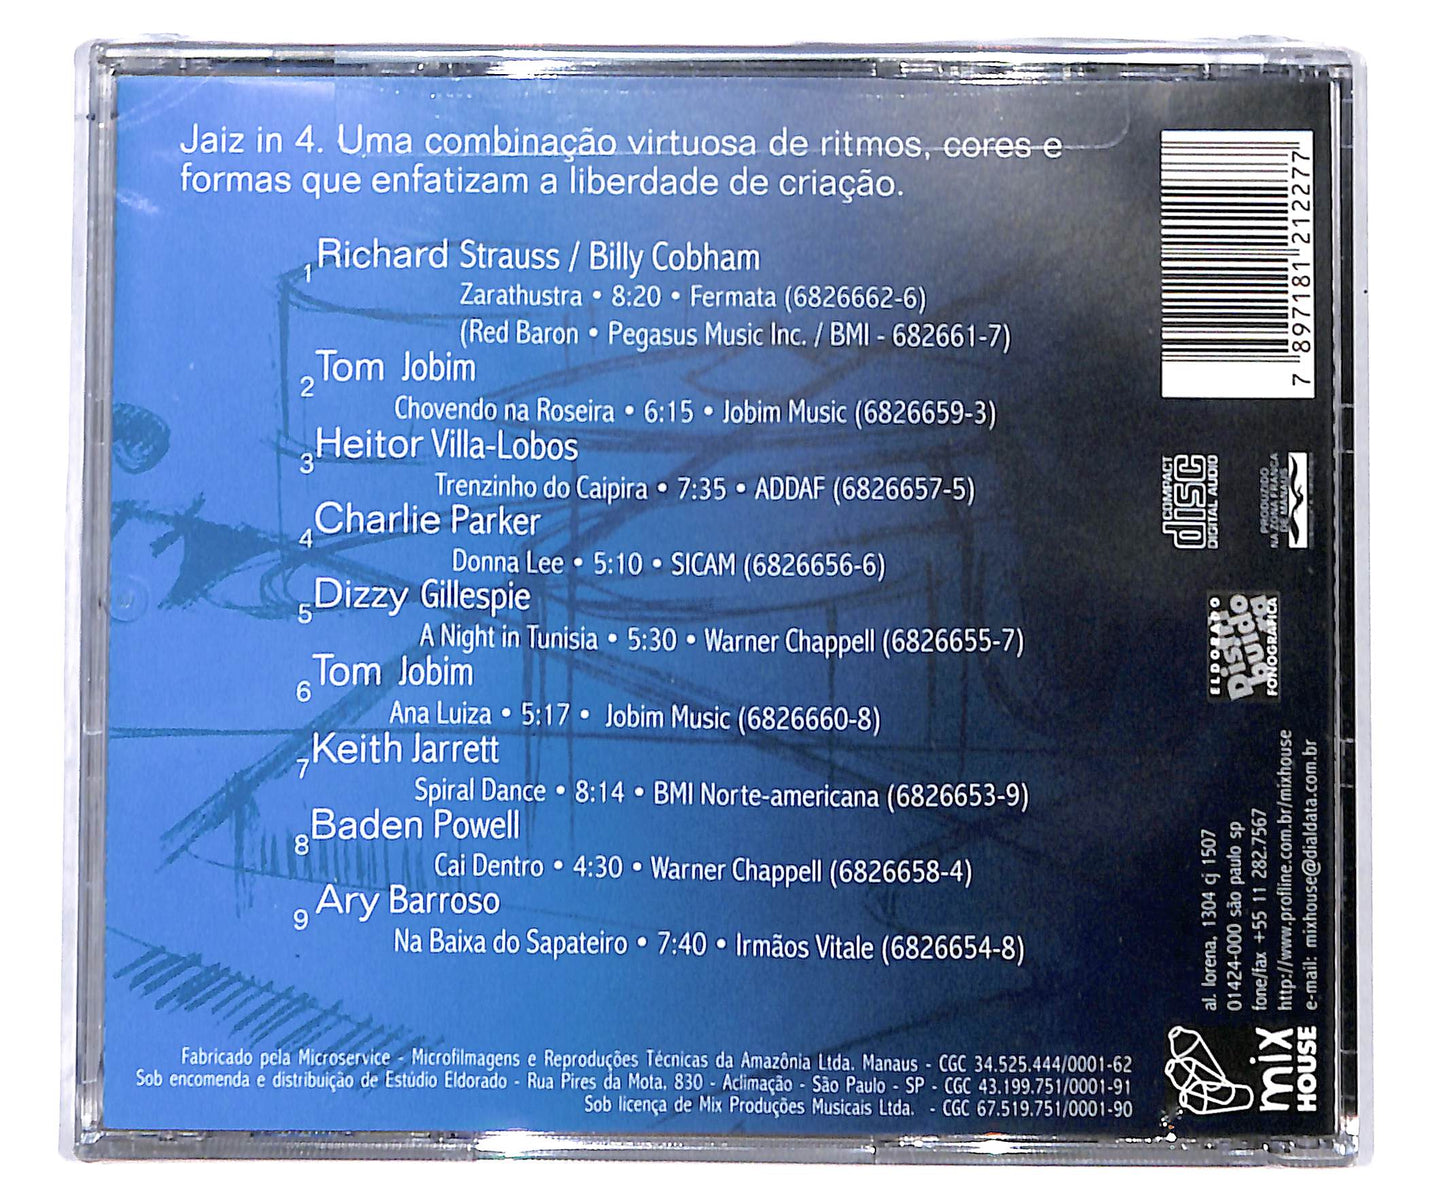 Jaiz in 4. Uma combinação virtuosa de ritmos, cores e
formas que enfatizam a liberdade de criação.
1 Richard Strauss / Billy Cobham
Zarathustra • 8:20 • Fermata (6826662-6)
(Red Baron • Pegasus Music Inc. / BMI - 682661-7)
2 Tom Jobim
Chovendo na Roseira • 6:15 • Jobim Music (6826659-3)
3 Heitor Villa-Lobos
Trenzinho do Caipira • 7:35 • ADDAF (6826657-5)
4 Charlie Parker
Donna Lee • 5:10 • SICAM (6826656-6)
5 Dizzy Gillespie
A Night in Tunisia • 5:30 • Warner Chappell (6826655-7)
6 Tom Jobim
Ana Luiza • 5:17 • Jobim Music (6826660-8)
7 Keith Jarrett
Spiral Dance • 8:14 • BMI Norte-americana (6826653-9)
8 Baden Powell
Cai Dentro • 4:30 • Warner Chappell (6826658-4)
9 Ary Barroso
Na Baixa do Sapateiro • 7:40 • Irmãos Vitale (6826654-8)
Fabricado pela Microservice - Microfilmagens e Reproduções Técnicas da Amazônia Ltda. Manaus - CGC 34.525.444/0001-62
Sob encomenda e distribuição de Estúdio Eldorado - Rua Pires da Mota, 830 - Aclimação - São Paulo - SP - CGC 43.199.751/0001-91
Sob licença de Mix Produções Musicais Ltda. - CGC 67.519.751/0001-90
7 897181 212277
COMPACT
disc
DIGITAL AUDIO
PRODUZIDO
NA ZONA FRANCA
DE MANAUS
ELDORADO
Distri
buido
buida
FONOGRÁFICA
al. lorena, 1304 cj 1507
01424-000 são paulo sp
fone/fax +55 11 282.7567
http://www.profline.com.br/mixhouse
e-mail: mixhouse@dialdata.com.br
mix
HOUSE